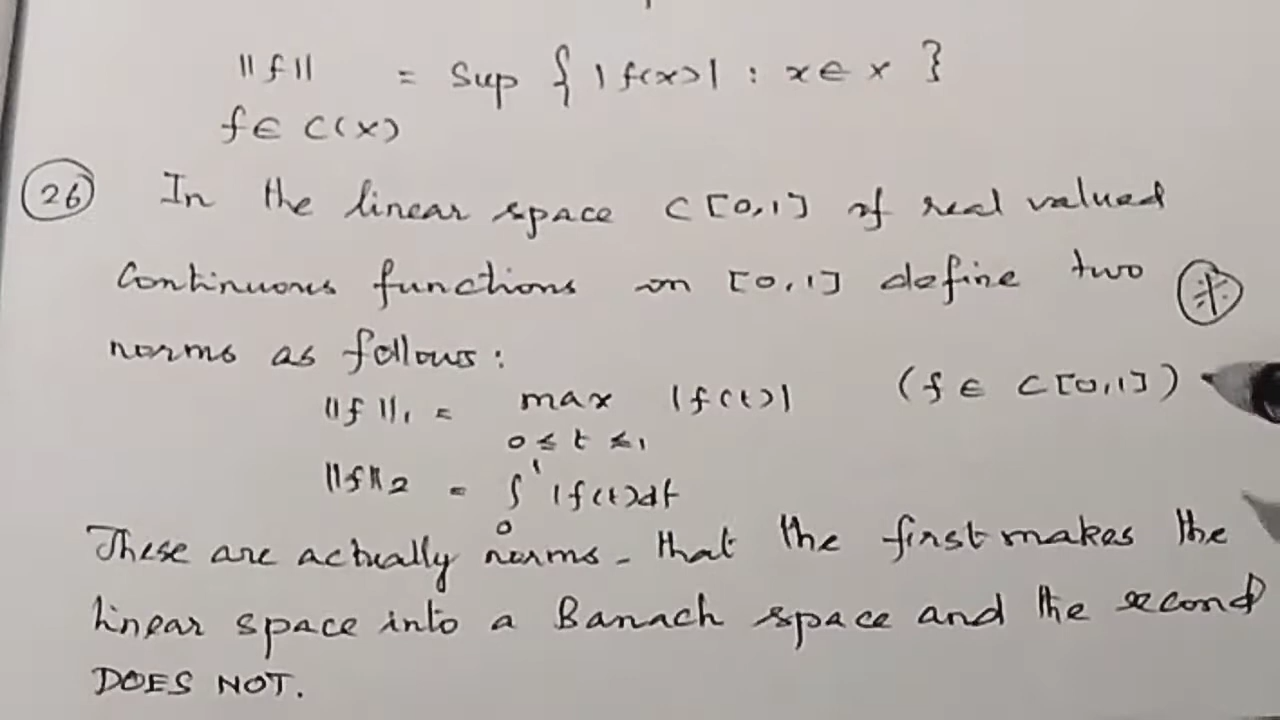 ||f|| = Sup { |f(x)| : x ∈ x }
f ∈ C(x)
26 In the linear space C[0,1] of real valued
Continuous functions on [0,1] define two *
norms as follows:
||f||₁ = max |f(t)| (f ∈ C[0,1])
0 ≤ t ≤ 1
||f||₂ = ∫₀¹ |f(t)dt
These are actually norms - that the first makes the
linear space into a Banach space and the second
DOES NOT.